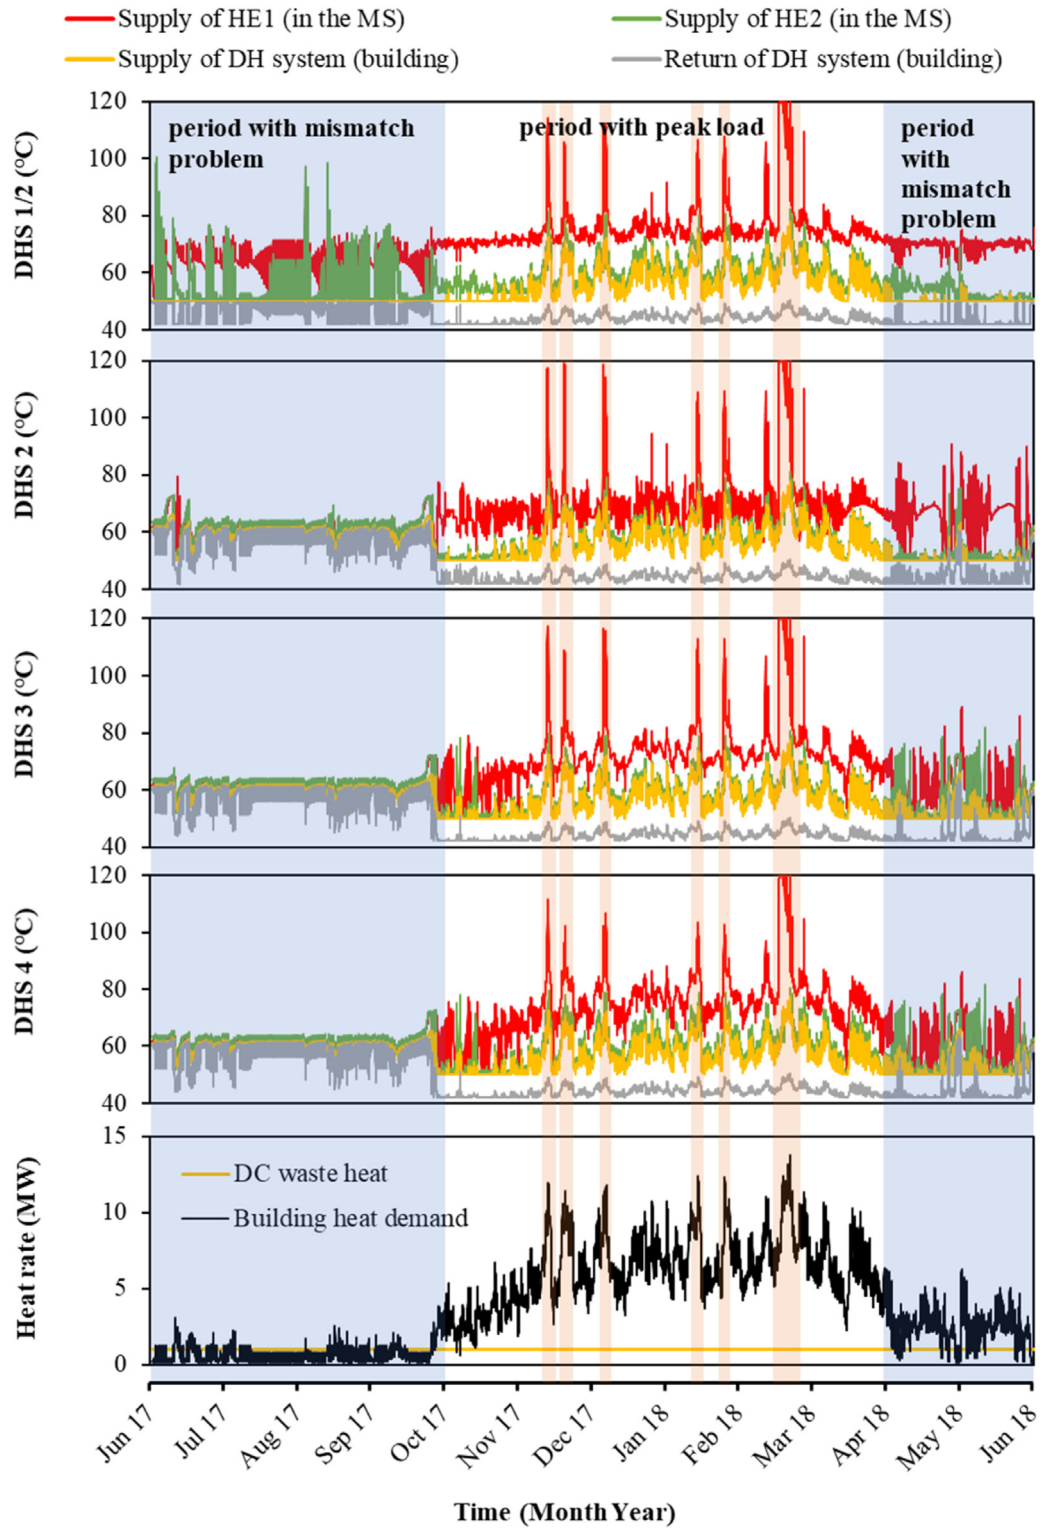 Supply of HE1 (in the MS)
Supply of HE2 (in the MS)
Supply of DH system (building)
Return of DH system (building)
DHS 1/2 (°C)
120
100
80
60
40
period with mismatch
problem
period with peak load
period
with
mismatch
problem
DHS 2 (°C)
120
100
80
60
40
DHS 3 (°C)
120
100
80
60
40
DHS 4 (°C)
120
100
80
60
40
Heat rate (MW)
15
10
5
0
DC waste heat
Building heat demand
Jun 17
Jul 17
Aug 17
Sep 17
Oct 17
Nov 17
Dec 17
Jan 18
Feb 18
Mar 18
Apr 18
May 18
Jun 18
Time (Month Year)